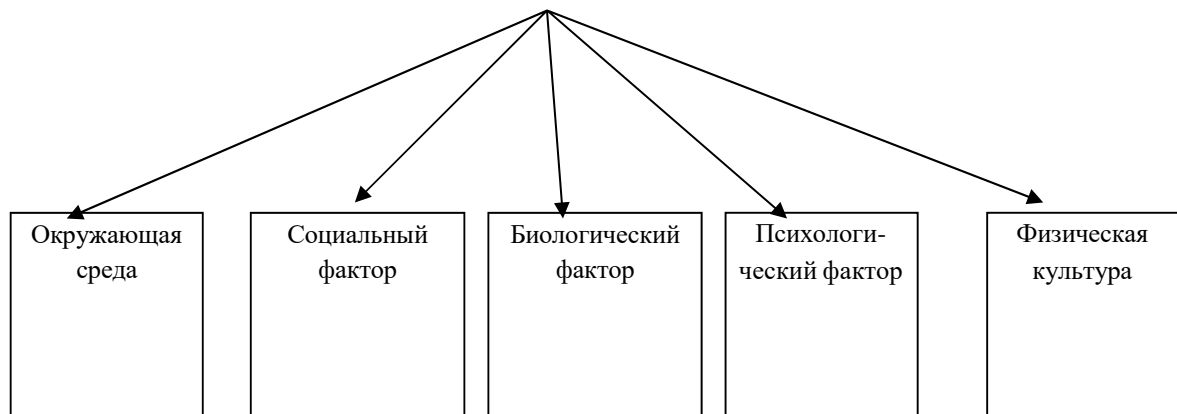 Окружающая
среда
Социальный
фактор
Биологический
фактор
Психологи-
ческий фактор
Физическая
культура